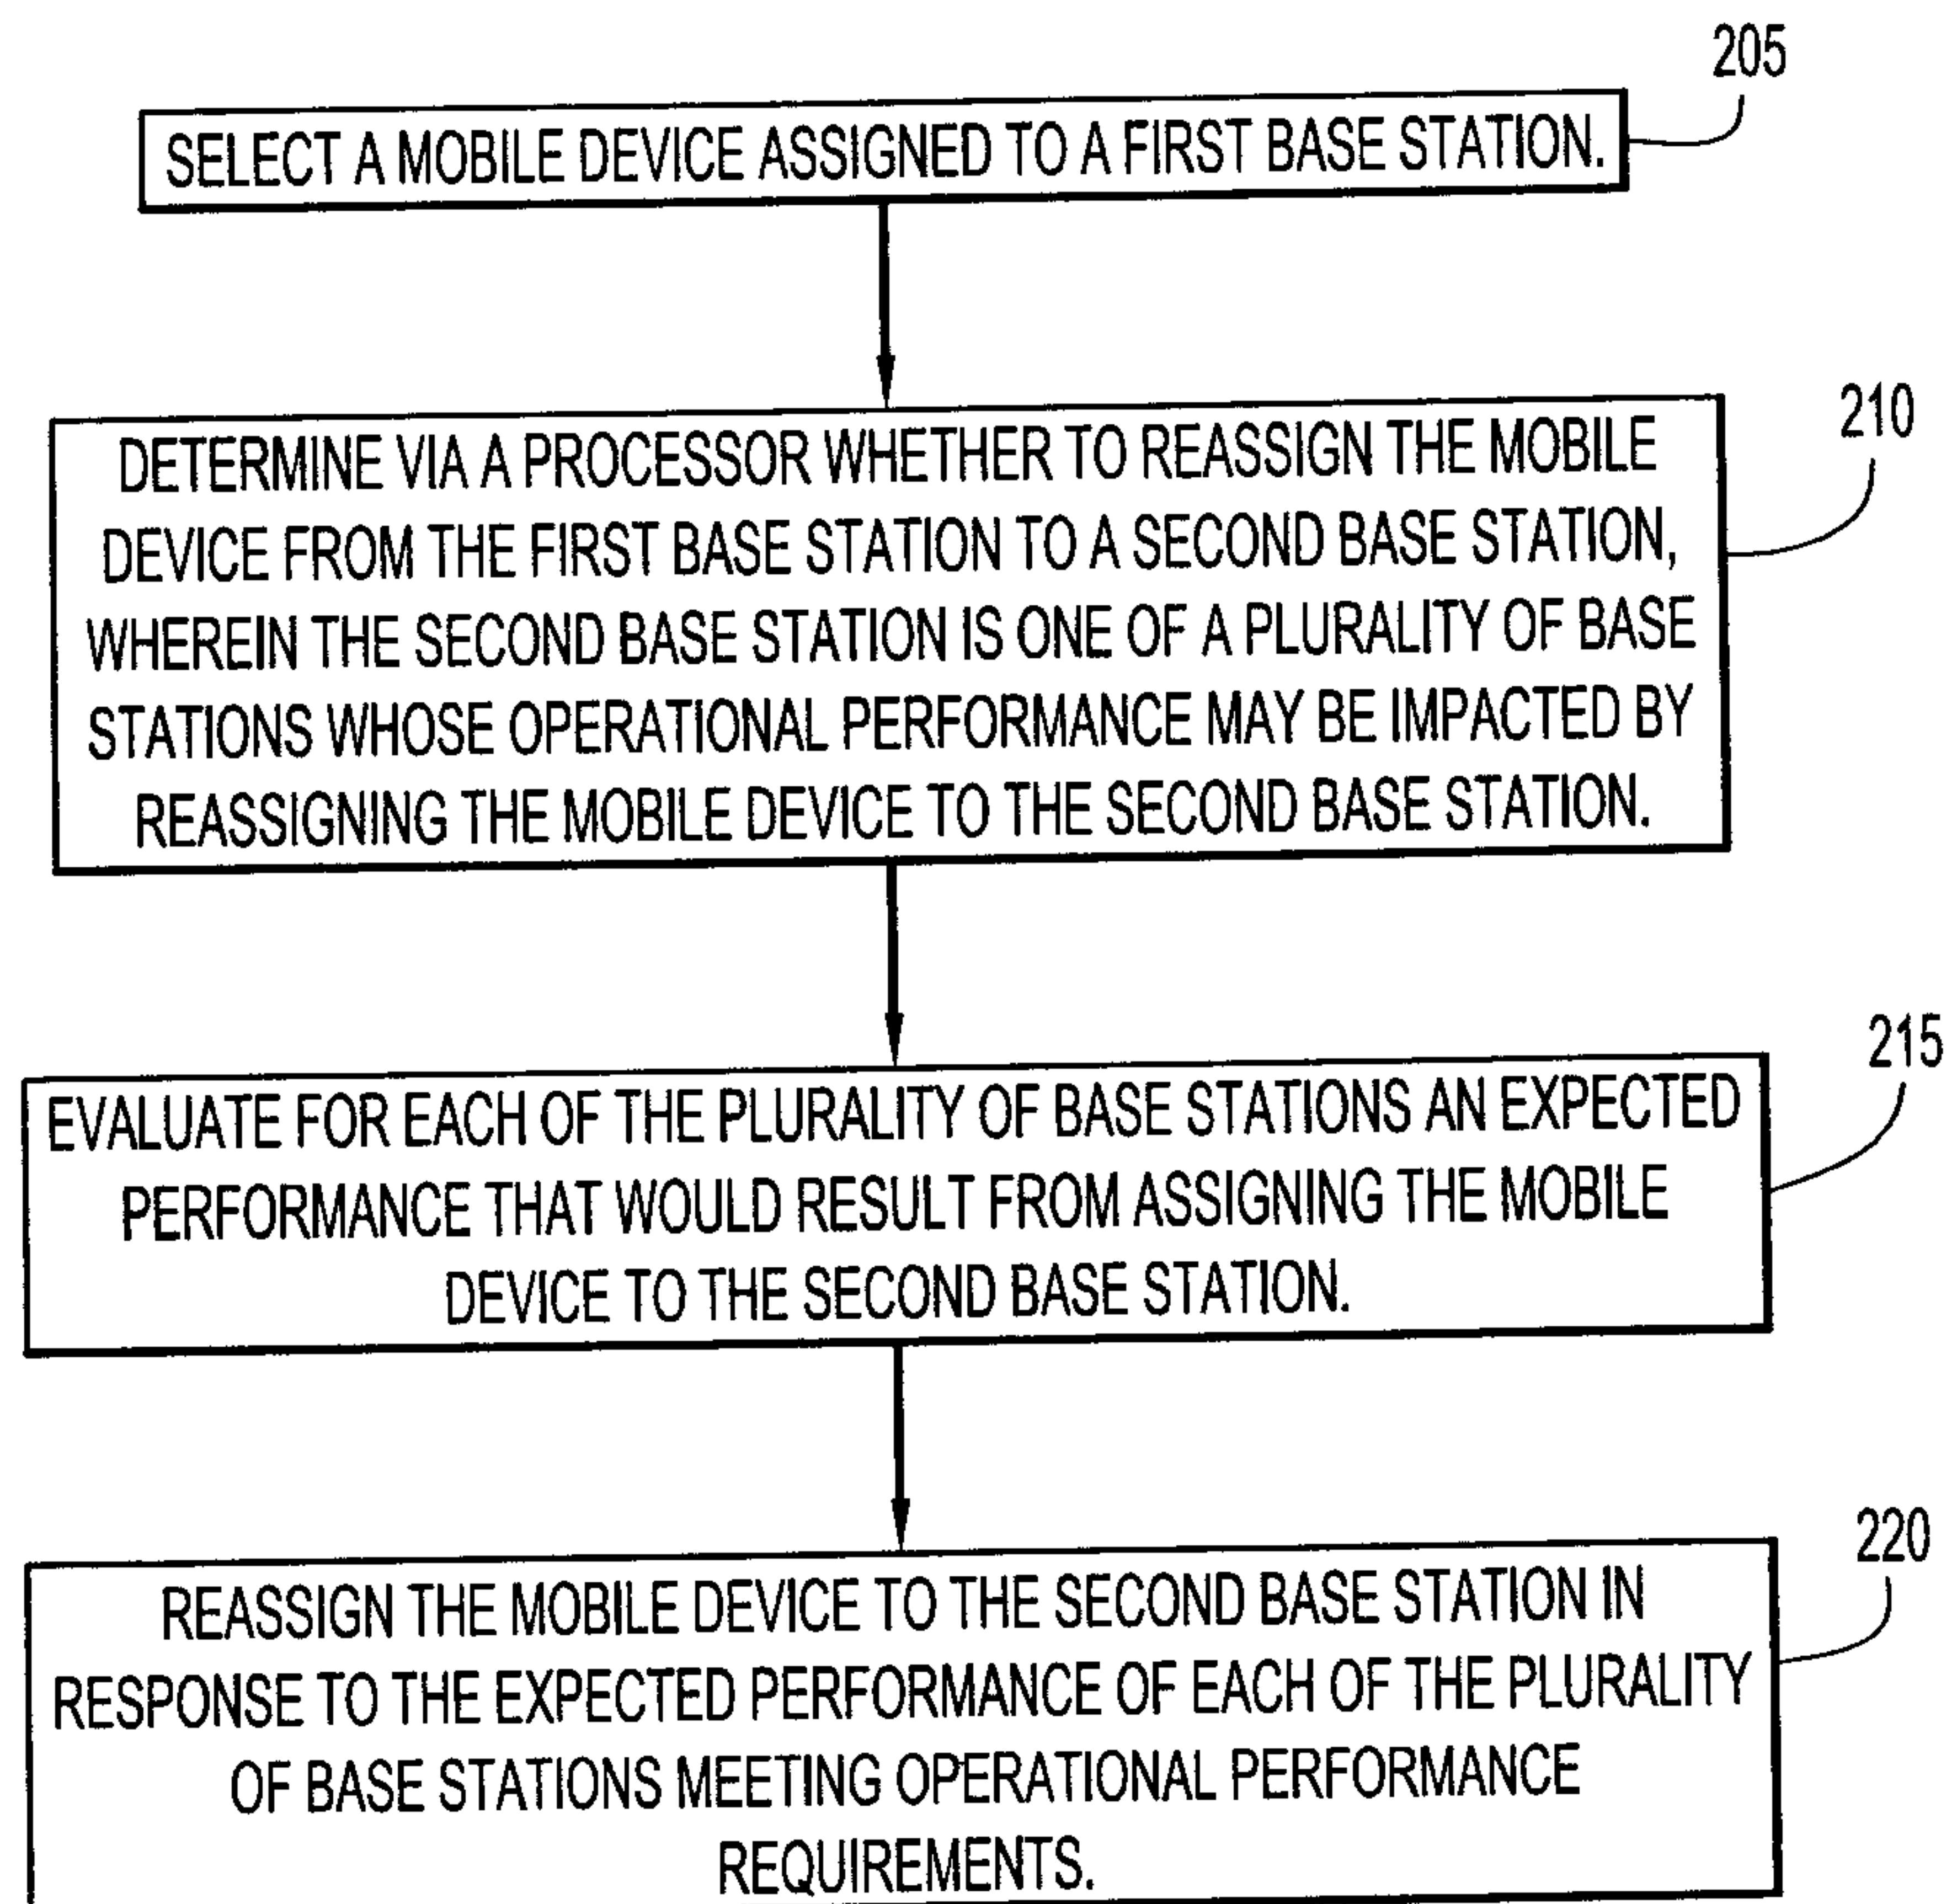 205
SELECT A MOBILE DEVICE ASSIGNED TO A FIRST BASE STATION.
210
DETERMINE VIA A PROCESSOR WHETHER TO REASSIGN THE MOBILE
DEVICE FROM THE FIRST BASE STATION TO A SECOND BASE STATION,
WHEREIN THE SECOND BASE STATION IS ONE OF A PLURALITY OF BASE
STATIONS WHOSE OPERATIONAL PERFORMANCE MAY BE IMPACTED BY
REASSIGNING THE MOBILE DEVICE TO THE SECOND BASE STATION.
215
EVALUATE FOR EACH OF THE PLURALITY OF BASE STATIONS AN EXPECTED
PERFORMANCE THAT WOULD RESULT FROM ASSIGNING THE MOBILE
DEVICE TO THE SECOND BASE STATION.
220
REASSIGN THE MOBILE DEVICE TO THE SECOND BASE STATION IN
RESPONSE TO THE EXPECTED PERFORMANCE OF EACH OF THE PLURALITY
OF BASE STATIONS MEETING OPERATIONAL PERFORMANCE
REQUIREMENTS.